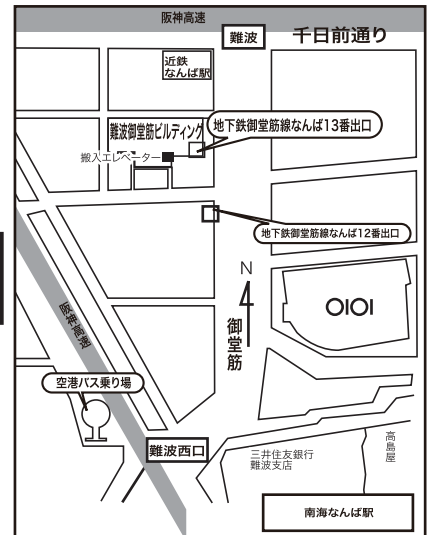 阪神高速
難波
千日前通り
近鉄
なんば駅
難波御堂筋ビルディング
地下鉄御堂筋線なんば13番出口
搬入エレベーター
地下鉄御堂筋線なんば12番出口
N
御堂筋
OIOI
阪神高速
空港バス乗り場
難波西口
三井住友銀行
難波支店
高島屋
南海なんば駅